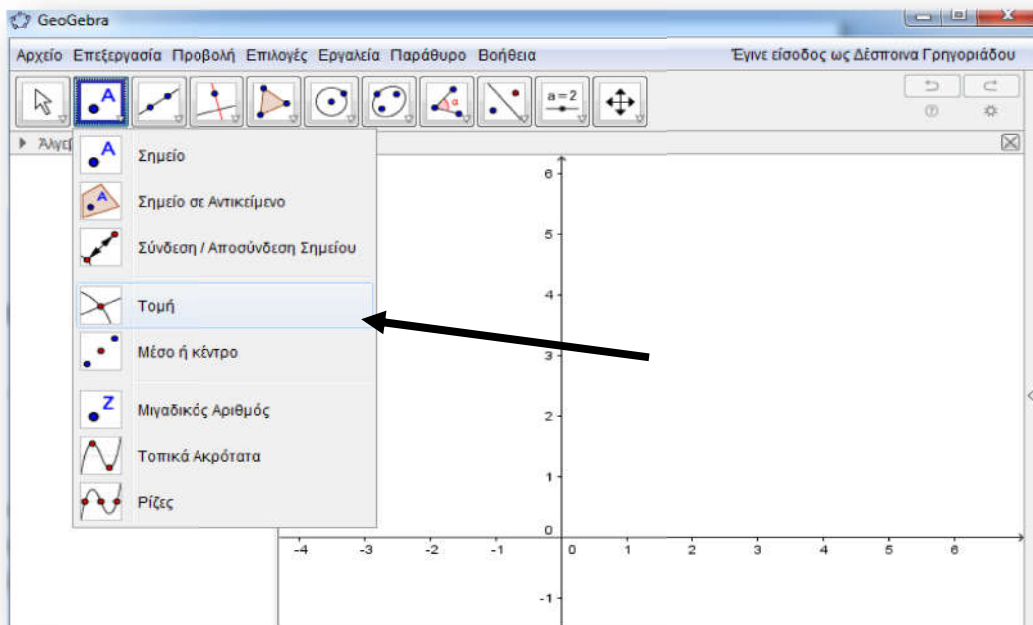 GeoGebra
Αρχείο Επεξεργασία Προβολή Επιλογές Εργαλεία Παράθυρο Βοήθεια Έγινε είσοδος ως Δέσποινα Γρηγοριάδου
A α a=2
A Σημείο
A Σημείο σε Αντικείμενο
Σύνδεση / Αποσύνδεση Σημείου
Τομή
Μέσο ή κέντρο
Z Μιγαδικός Αριθμός
Τοπικά Ακρότατα
Ρίζες
6
5
4
3
2
1
0
-4 -3 -2 -1 0 1 2 3 4 5 6
-1